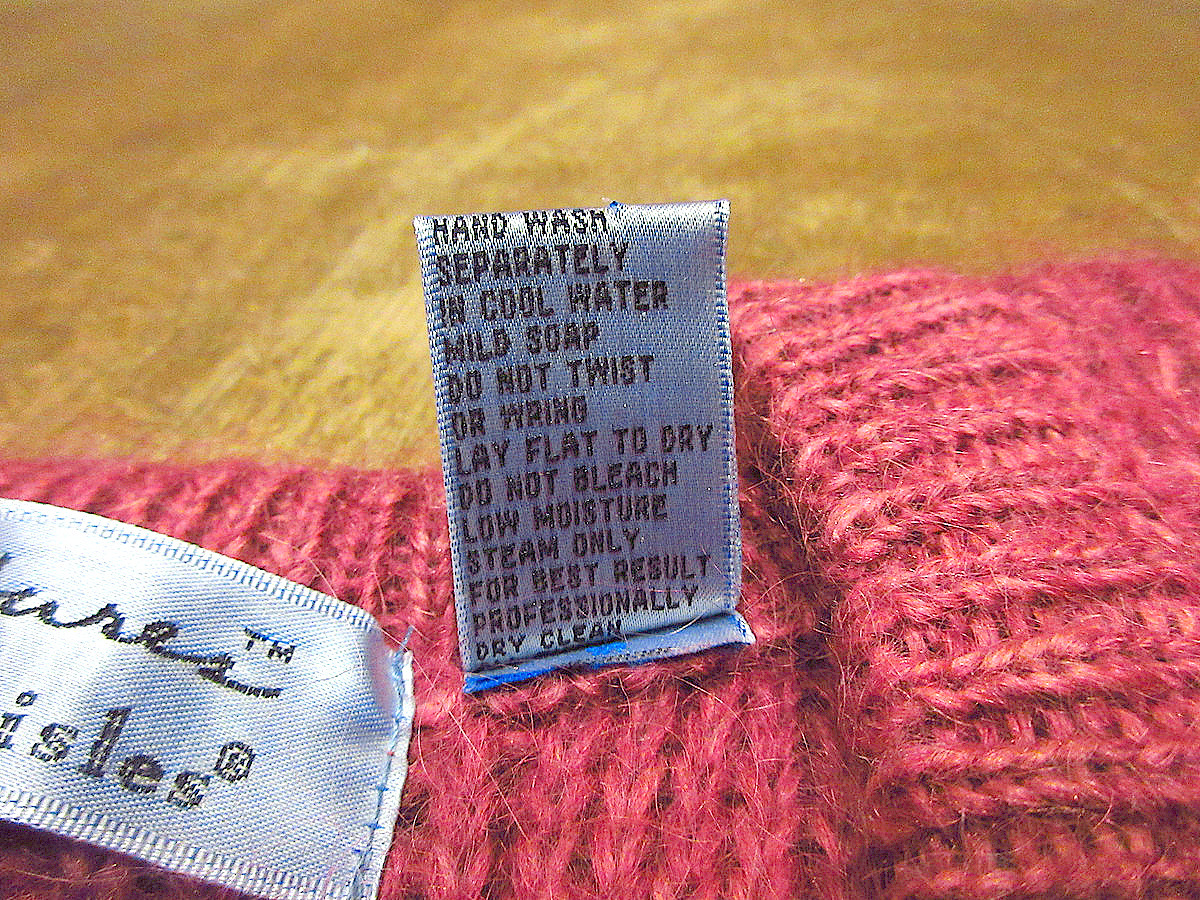 HAND WASH
SEPARATELY
IN COOL WATER
MILD SOAP
DO NOT TWIST
OR WRING
LAY FLAT TO DRY
DO NOT BLEACH
LOW MOISTURE
STEAM ONLY
FOR BEST RESULT
PROFESSIONALLY
DRY CLEAN
TM
isles®